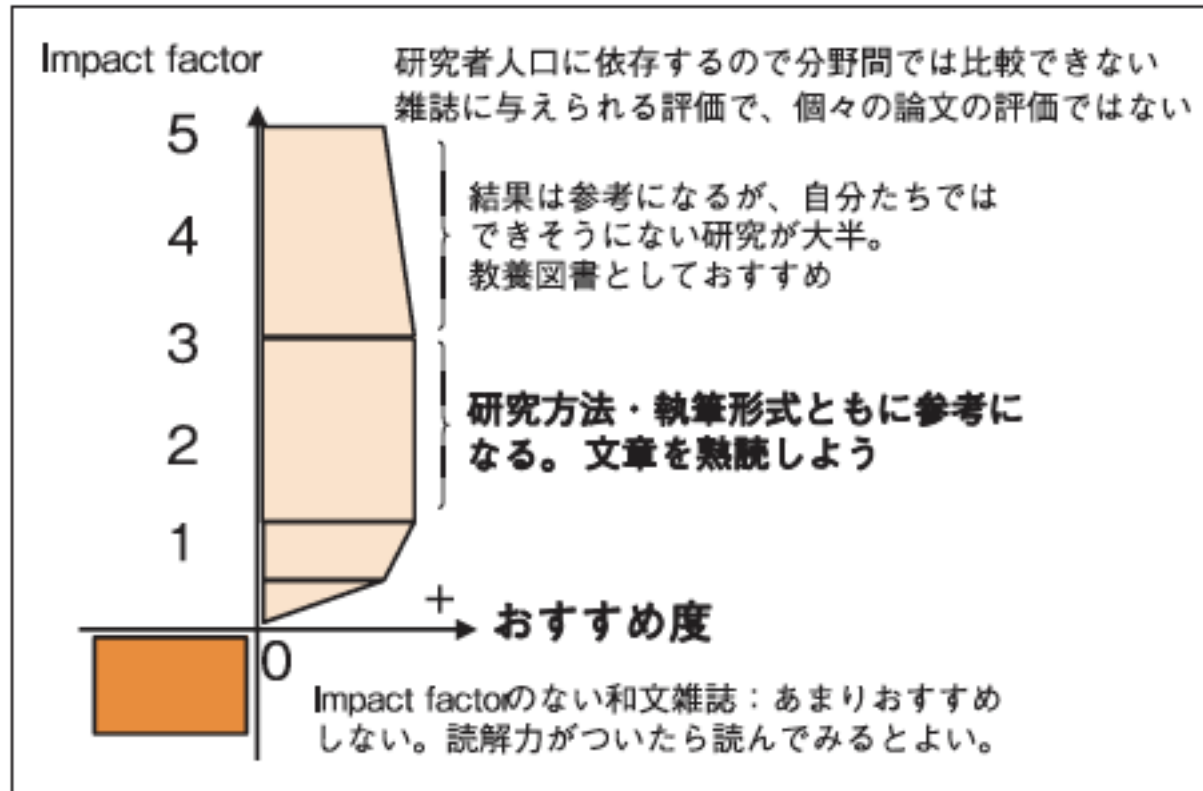 Impact factor
研究者人口に依存するので分野間では比較できない
雑誌に与えられる評価で、個々の論文の評価ではない
5
4
3
2
1
結果は参考になるが、自分たちでは
できそうにない研究が大半。
教養図書としておすすめ
研究方法・執筆形式ともに参考に
なる。文章を熟読しよう
+
おすすめ度
0
Impact factorのない和文雑誌：あまりおすすめ
しない。読解力がついたら読んでみるとよい。